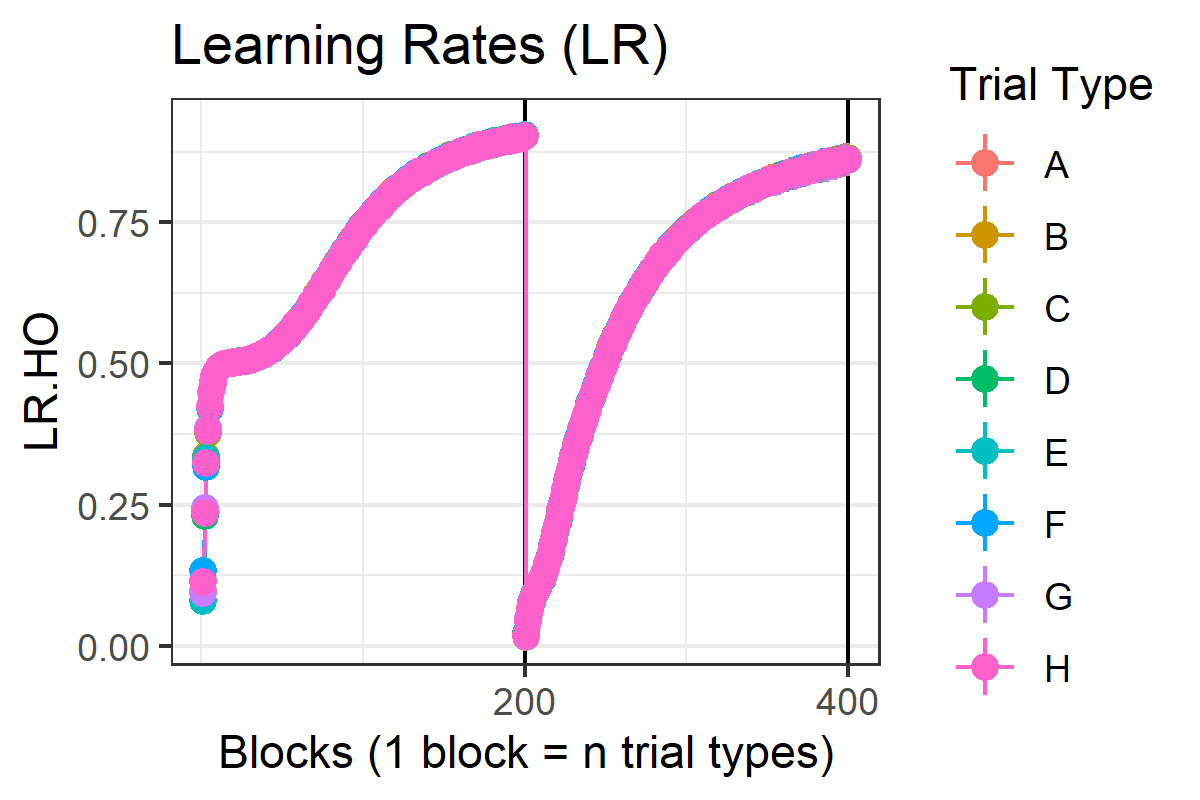 Learning Rates (LR)
LR.HO
0.75
0.50
0.25
0.00
200
400
Blocks (1 block = n trial types)
Trial Type
A
B
C
D
E
F
G
H